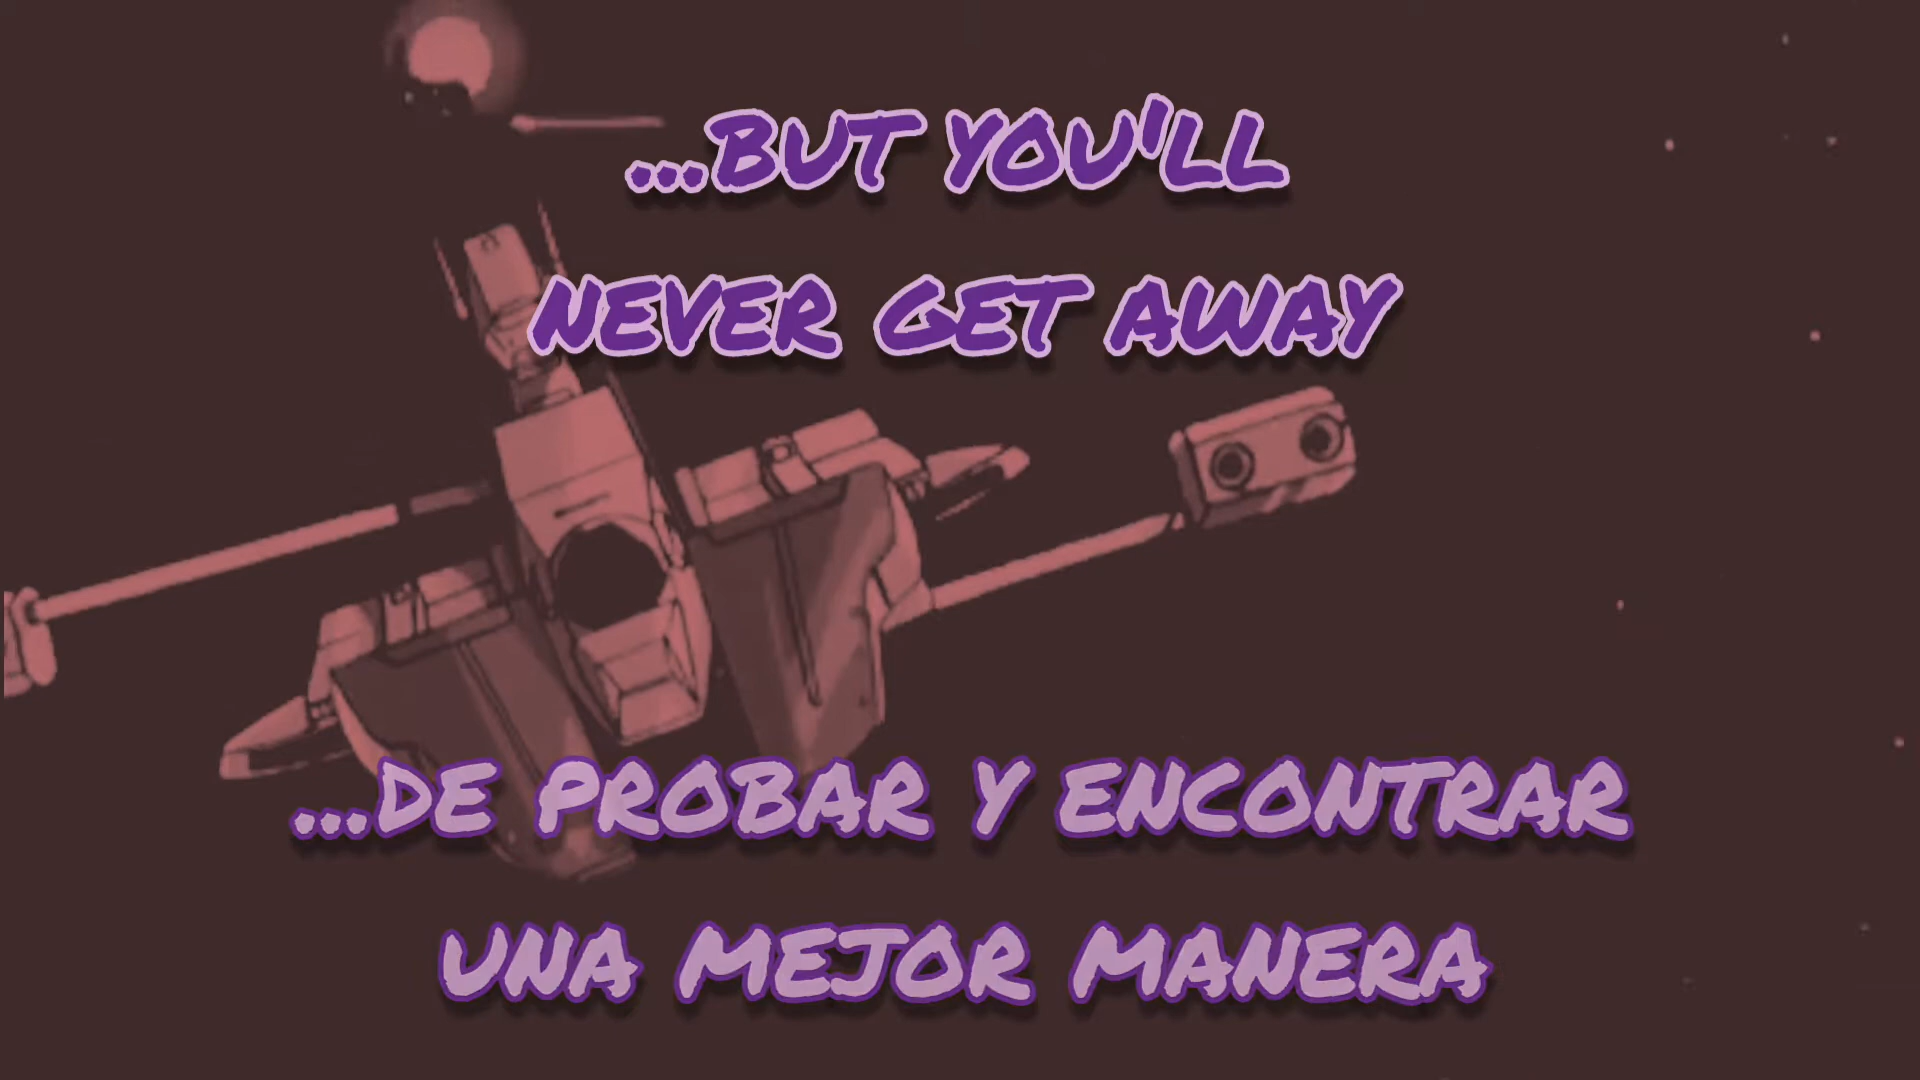 ...BUT YOU'LL
NEVER GET AWAY
...DE PROBAR Y ENCONTRAR
UNA MEJOR MANERA